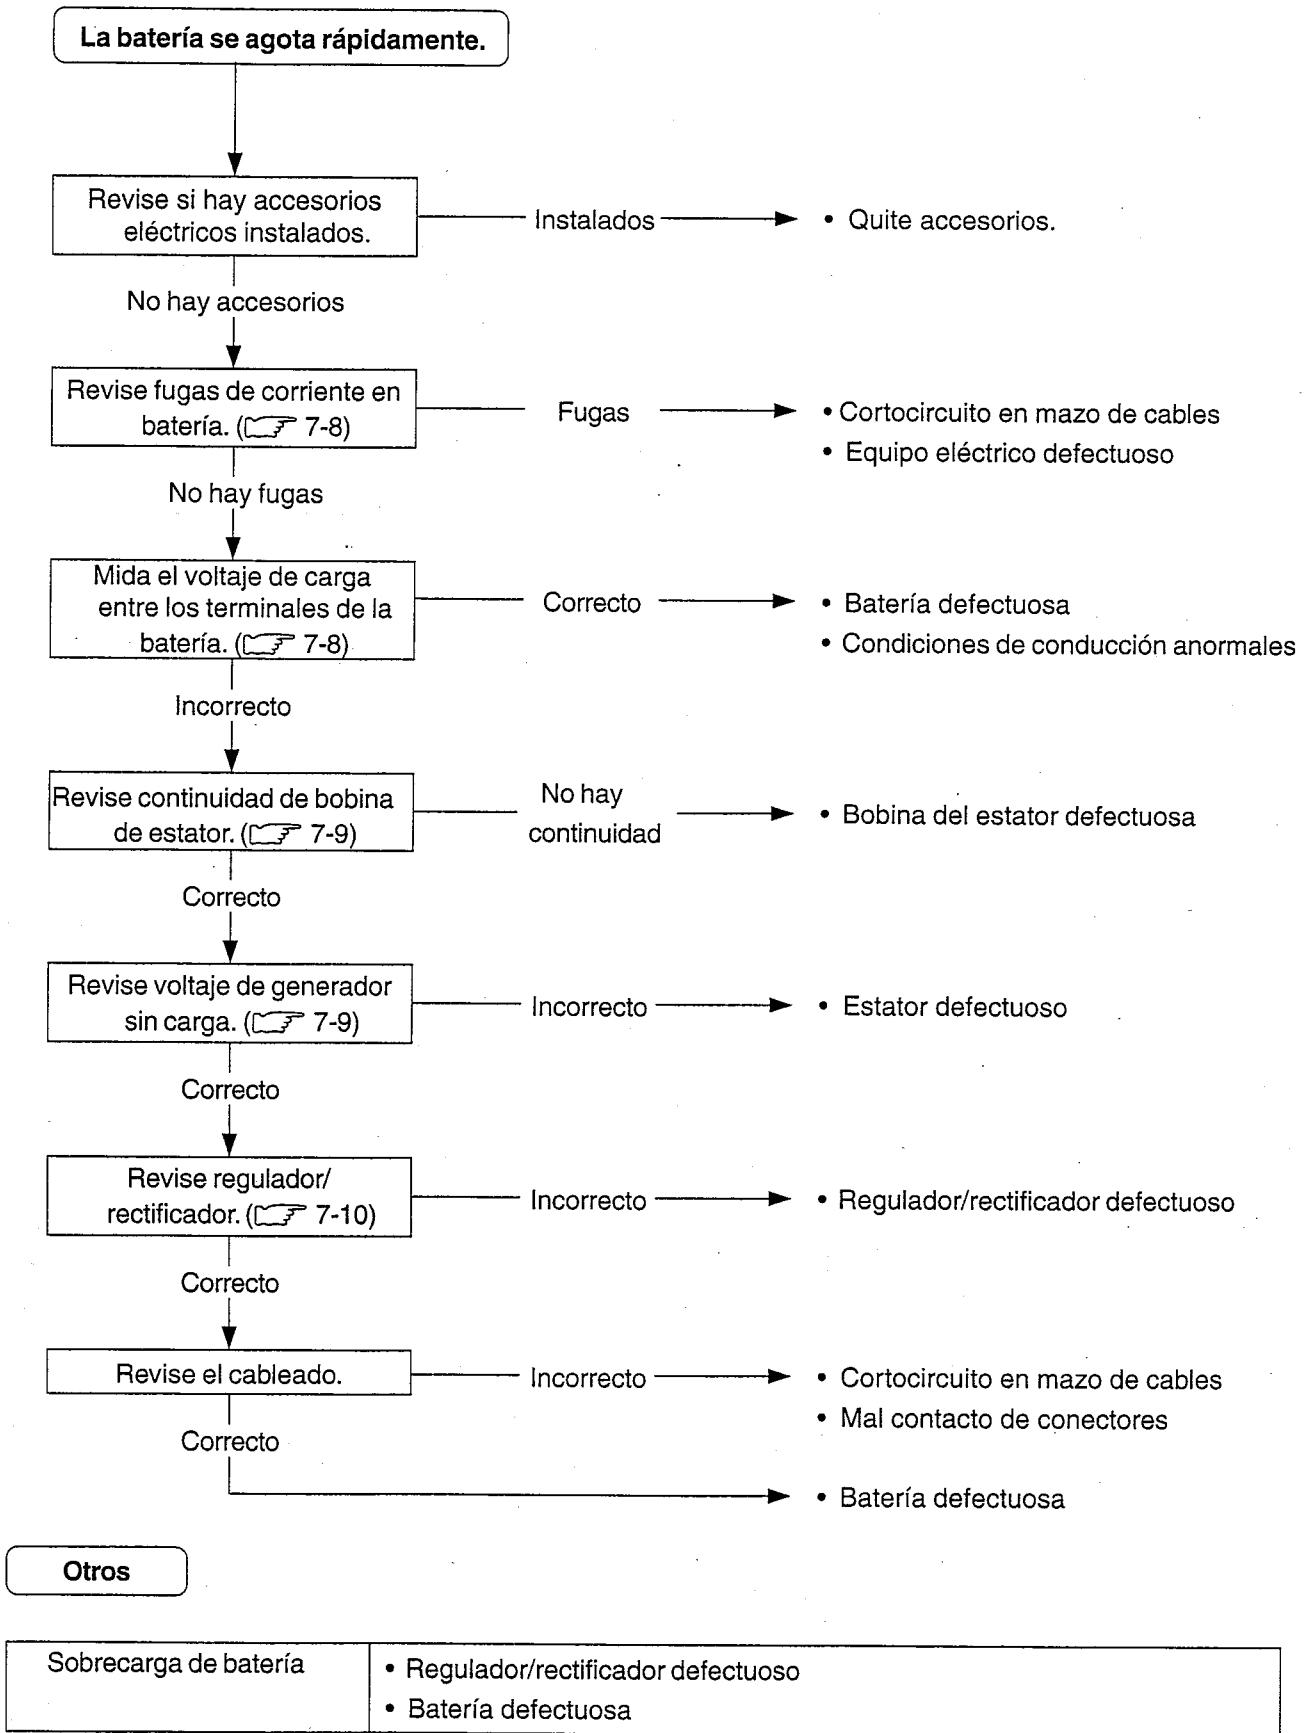 La batería se agota rápidamente.
Revise si hay accesorios
eléctricos instalados.
Instalados
• Quite accesorios.
No hay accesorios
Revise fugas de corriente en
batería. (☞ 7-8)
Fugas
• Cortocircuito en mazo de cables
• Equipo eléctrico defectuoso
No hay fugas
Mida el voltaje de carga
entre los terminales de la
batería. (☞ 7-8)
Correcto
• Batería defectuosa
• Condiciones de conducción anormales
Incorrecto
Revise continuidad de bobina
de estator. (☞ 7-9)
No hay
continuidad
• Bobina del estator defectuosa
Correcto
Revise voltaje de generador
sin carga. (☞ 7-9)
Incorrecto
• Estator defectuoso
Correcto
Revise regulador/
rectificador. (☞ 7-10)
Incorrecto
• Regulador/rectificador defectuoso
Correcto
Revise el cableado.
Incorrecto
• Cortocircuito en mazo de cables
• Mal contacto de conectores
Correcto
• Batería defectuosa
Otros
Sobrecarga de batería
• Regulador/rectificador defectuoso
• Batería defectuosa